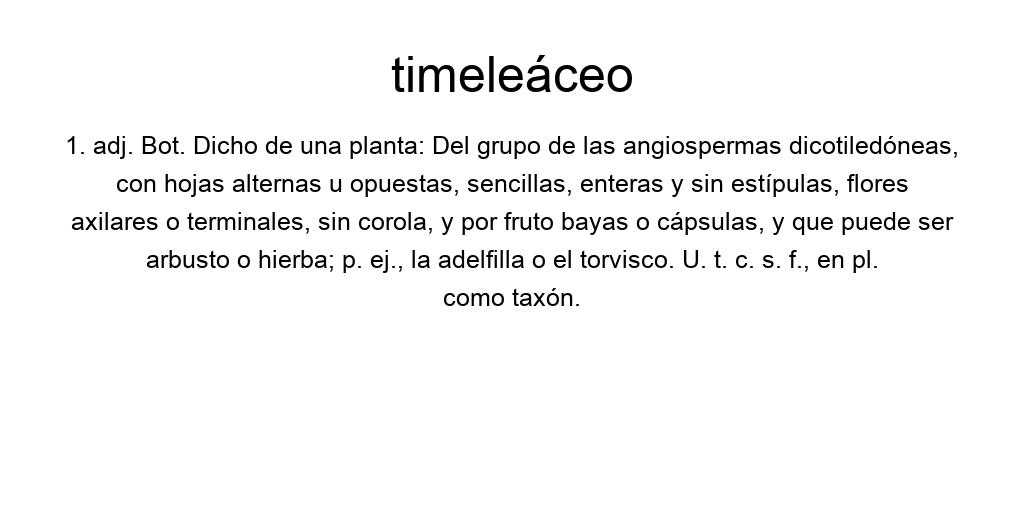 timeleáceo
1. adj. Bot. Dicho de una planta: Del grupo de las angiospermas dicotiledóneas,
con hojas alternas u opuestas, sencillas, enteras y sin estípulas, flores
axilares o terminales, sin corola, y por fruto bayas o cápsulas, y que puede ser
arbusto o hierba; p. ej., la adelfilla o el torvisco. U. t. c. s. f., en pl.
como taxón.